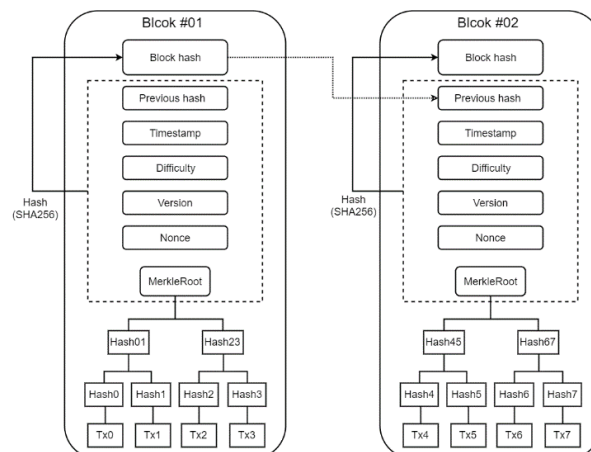 Blcok #01
Block hash
Previous hash
Timestamp
Difficulty
Version
Nonce
MerkleRoot
Hash
(SHA256)
Hash01
Hash23
Hash0
Hash1
Hash2
Hash3
Tx0
Tx1
Tx2
Tx3
Blcok #02
Block hash
Previous hash
Timestamp
Difficulty
Version
Nonce
MerkleRoot
Hash
(SHA256)
Hash45
Hash67
Hash4
Hash5
Hash6
Hash7
Tx4
Tx5
Tx6
Tx7